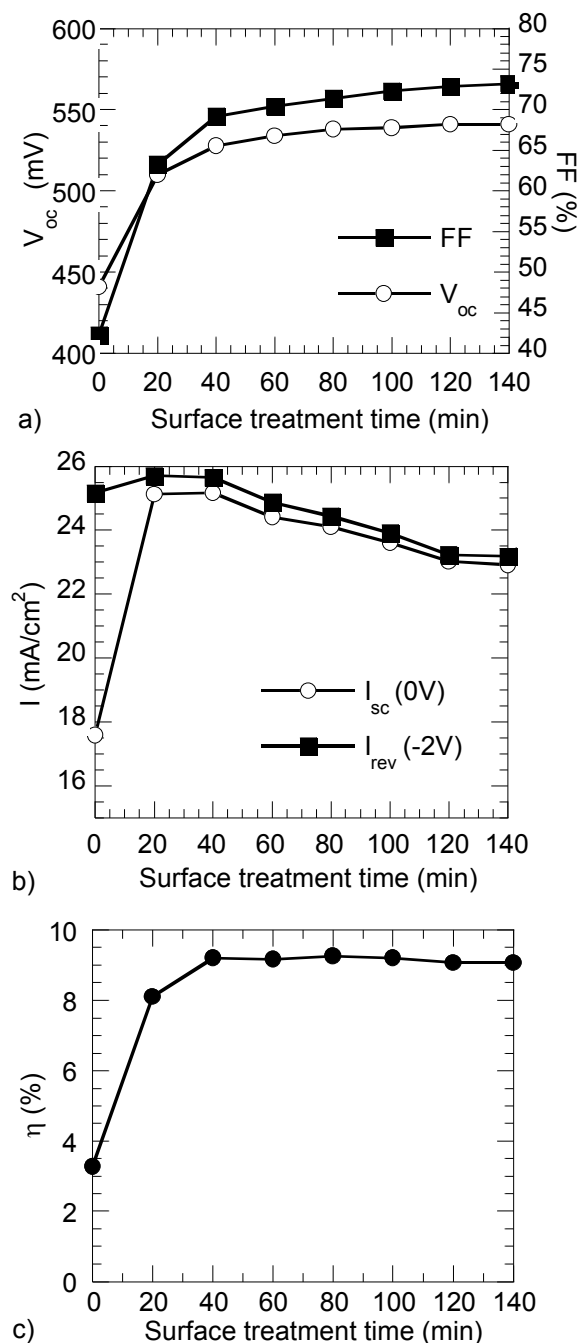 600
550
500
450
400
V_oc (mV)
80
75
70
65
60
55
50
45
40
FF (%)
FF
V_oc
0 20 40 60 80 100 120 140
a) Surface treatment time (min)
26
24
22
20
18
16
I (mA/cm²)
I_sc (0V)
I_rev (-2V)
0 20 40 60 80 100 120 140
b) Surface treatment time (min)
10
8
6
4
2
0
η (%)
0 20 40 60 80 100 120 140
c) Surface treatment time (min)